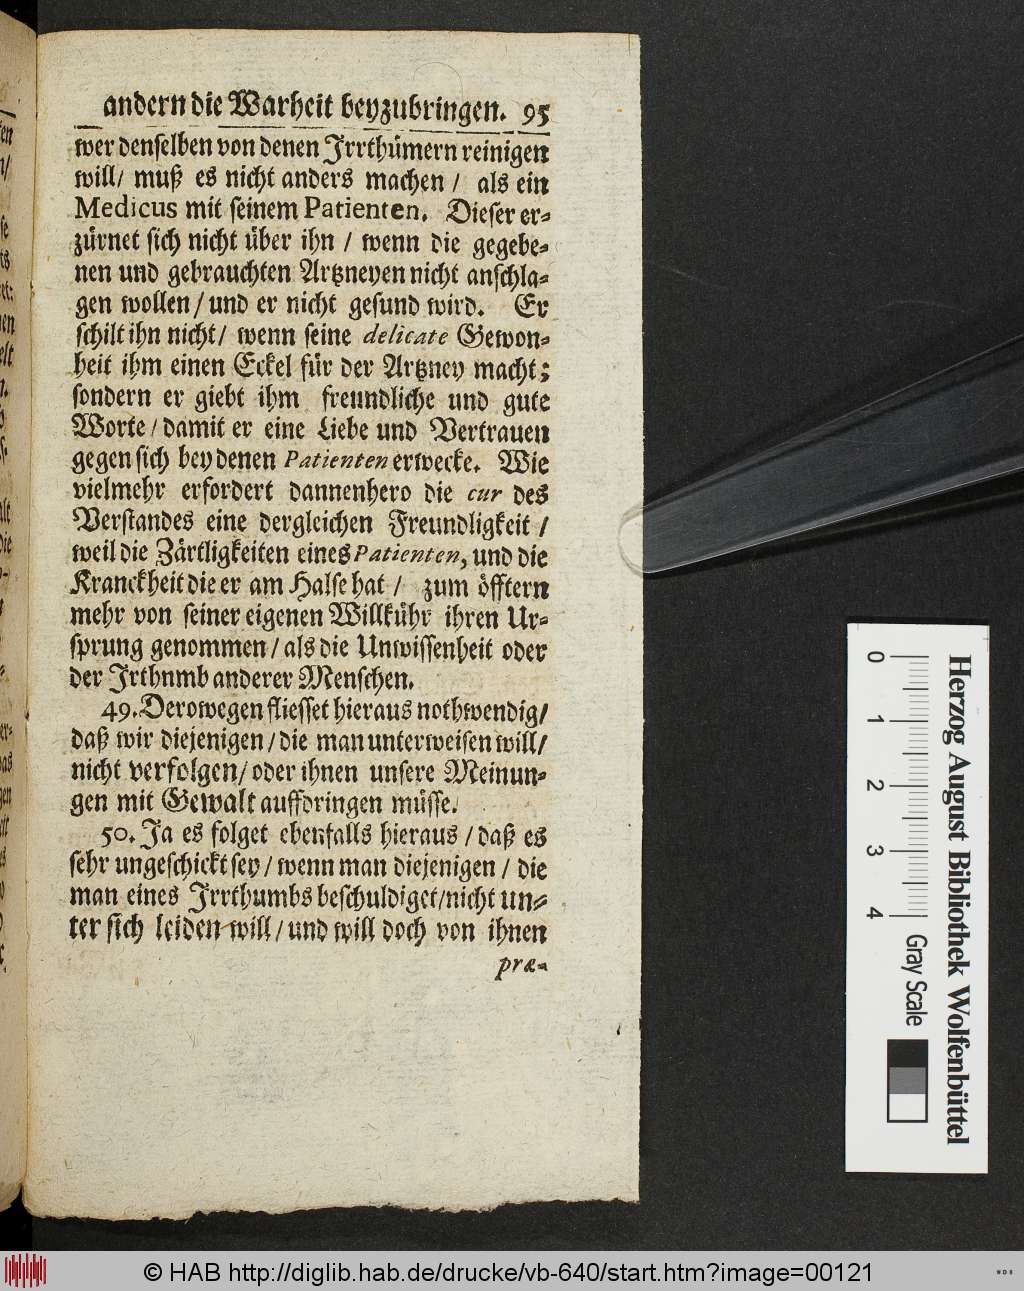 andern die Warheit beyzubringen. 95
wer denselben von denen Irrthümern reinigen
will/ muß es nicht anders machen / als ein
Medicus mit seinem Patienten. Dieser er-
zürnet sich nicht über ihn / wenn die gegebe-
nen und gebrauchten Artzneyen nicht anschla-
gen wollen / und er nicht gesund wird. Er
schilt ihn nicht/ wenn seine delicate Gewon-
heit ihm einen Eckel für der Artzney macht;
sondern er giebt ihm freundliche und gute
Worte / damit er eine Liebe und Vertrauen
gegen sich bey denen Patienten erwecke. Wie
vielmehr erfordert dannenhero die cur des
Verstandes eine dergleichen Freundligkeit /
weil die Zärtligkeiten eines Patienten, und die
Kranckheit die er am Halse hat / zum öfftern
mehr von seiner eigenen Willkühr ihren Ur-
sprung genommen / als die Unwissenheit oder
der Irthnmb anderer Menschen.
49. Derowegen fliesset hieraus nothwendig/
daß wir diejenigen / die man unterweisen will/
nicht verfolgen/ oder ihnen unsere Meinun-
gen mit Gewalt auffdringen müsse.
50. Ja es folget ebenfalls hieraus / daß es
sehr ungeschickt sey / wenn man diejenigen / die
man eines Irrthumbs beschuldiget/nicht un-
ter sich leiden will / und will doch von ihnen
præ-
Herzog August Bibliothek Wolfenbüttel
0 1 2 3 4 Gray Scale
© HAB http://diglib.hab.de/drucke/vb-640/start.htm?image=00121